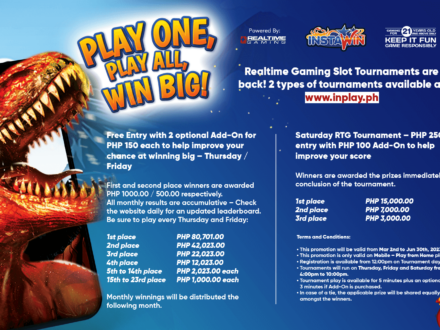 PLAY ONE,
PLAY ALL,
WIN BIG!
Powered By:
REALTIME
GAMING
INSTAWIN
21 YEARS OLD
KEEP IT FUN
GAME RESPONSIBLY
Realtime Gaming Slot Tournaments are
back! 2 types of tournaments available a
www.inplay.ph
Free Entry with 2 optional Add-On for
PHP 150 each to help improve your
chance at winning big – Thursday /
Friday
First and second place winners are awarded
PHP 1000.00 / 500.00 respectively.
All monthly results are accumulative – Check
the website daily for an updated leaderboard.
Be sure to play every Thursday and Friday:
1st place PHP 80,701.00
2nd place PHP 42,023.00
3rd place PHP 22,023.00
4th place PHP 12,023.00
5th to 14th place PHP 2,023.00 each
15th to 23rd place PHP 1,000.00 each
Monthly winnings will be distributed the
following month.
Saturday RTG Tournament – PHP 250
entry with PHP 100 Add-On to help
improve your score
Winners are awarded the prizes immediatel
conclusion of the tournament.
1st place PHP 15,000.00
2nd place PHP 7,000.00
3rd place PHP 3,000.00
Terms and Conditions:
• This promotion will be valid from Mar 2nd to Jun 30th, 202
• This promotion is only valid on Mobile – Play from Home pl
• Registration is available from 12:00pm on Tournament day
• Tournaments will run on Thursday, Friday and Saturday fro
4:00pm to 10:00pm.
• Tournament play is available for 5 minutes plus an optiona
3 minutes if Add-On is purchased.
• In case of a tie, the applicable prize will be shared equally
amongst the winners.